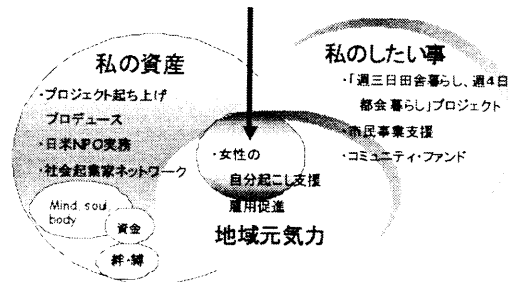 私の資産
・プロジェクト起ち上げ
プロデュース
・日米NPO実務
・社会起業家ネットワーク
Mind, soul,
body
資金
絆・縁
私のしたい事
・「週三日田舎暮らし、週4日
都会暮らし」プロジェクト
・市民事業支援
・コミュニティ・ファンド
・女性の
自分起こし支援
雇用促進
地域元気力